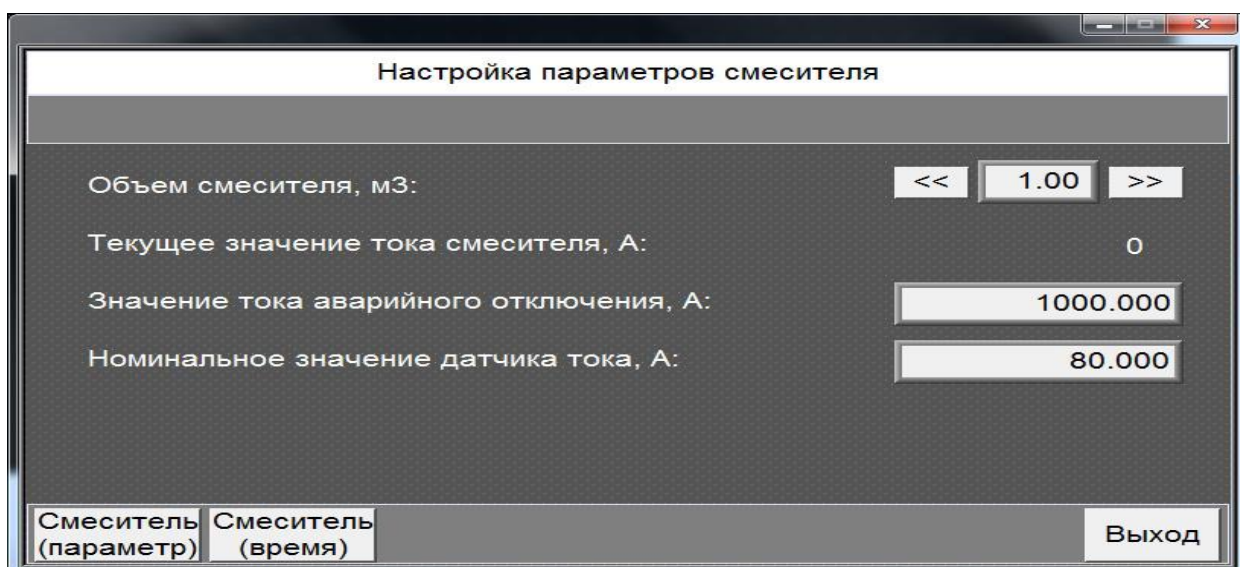 Настройка параметров смесителя
Объем смесителя, м3: << 1.00 >>
Текущее значение тока смесителя, А: 0
Значение тока аварийного отключения, А: 1000.000
Номинальное значение датчика тока, А: 80.000
Смеситель (параметр)
Смеситель (время)
Выход